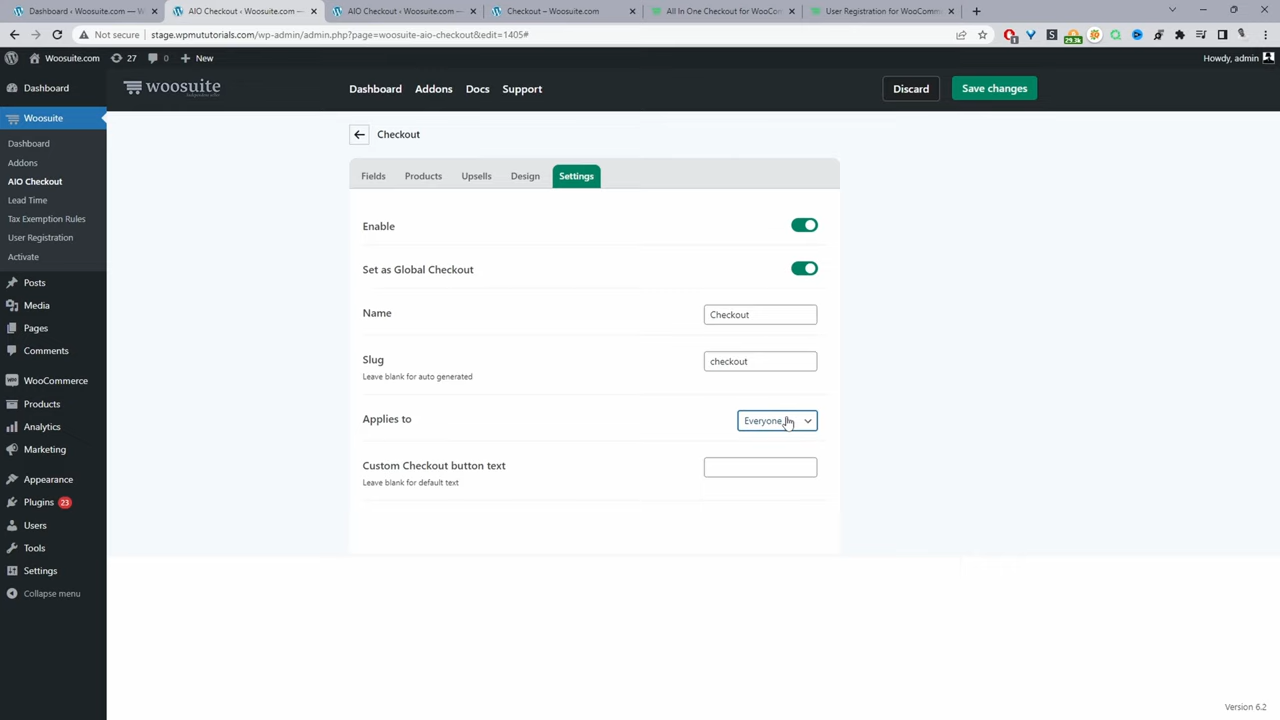 Dashboard ‹ Woosuite.com —
AIO Checkout ‹ Woosuite.com —
AIO Checkout ‹ Woosuite.com —
Checkout – Woosuite.com
All In One Checkout for WooCom
User Registration for WooComm
Not secure
stage.wpmututorials.com/wp-admin/admin.php?page=woosuite-aio-checkout&edit=1405#
1
29.3k
Woosuite.com
27
0
New
Howdy, admin
Dashboard
Woosuite
Dashboard
Addons
AIO Checkout
Lead Time
Tax Exemption Rules
User Registration
Activate
Posts
Media
Pages
Comments
WooCommerce
Products
Analytics
Marketing
Appearance
Plugins 23
Users
Tools
Settings
Collapse menu
woosuite
Dashboard
Addons
Docs
Support
Discard
Save changes
Checkout
Fields
Products
Upsells
Design
Settings
Enable
Set as Global Checkout
Name
Checkout
Slug
Leave blank for auto generated
checkout
Applies to
Everyone
Custom Checkout button text
Leave blank for default text
Version 6.2